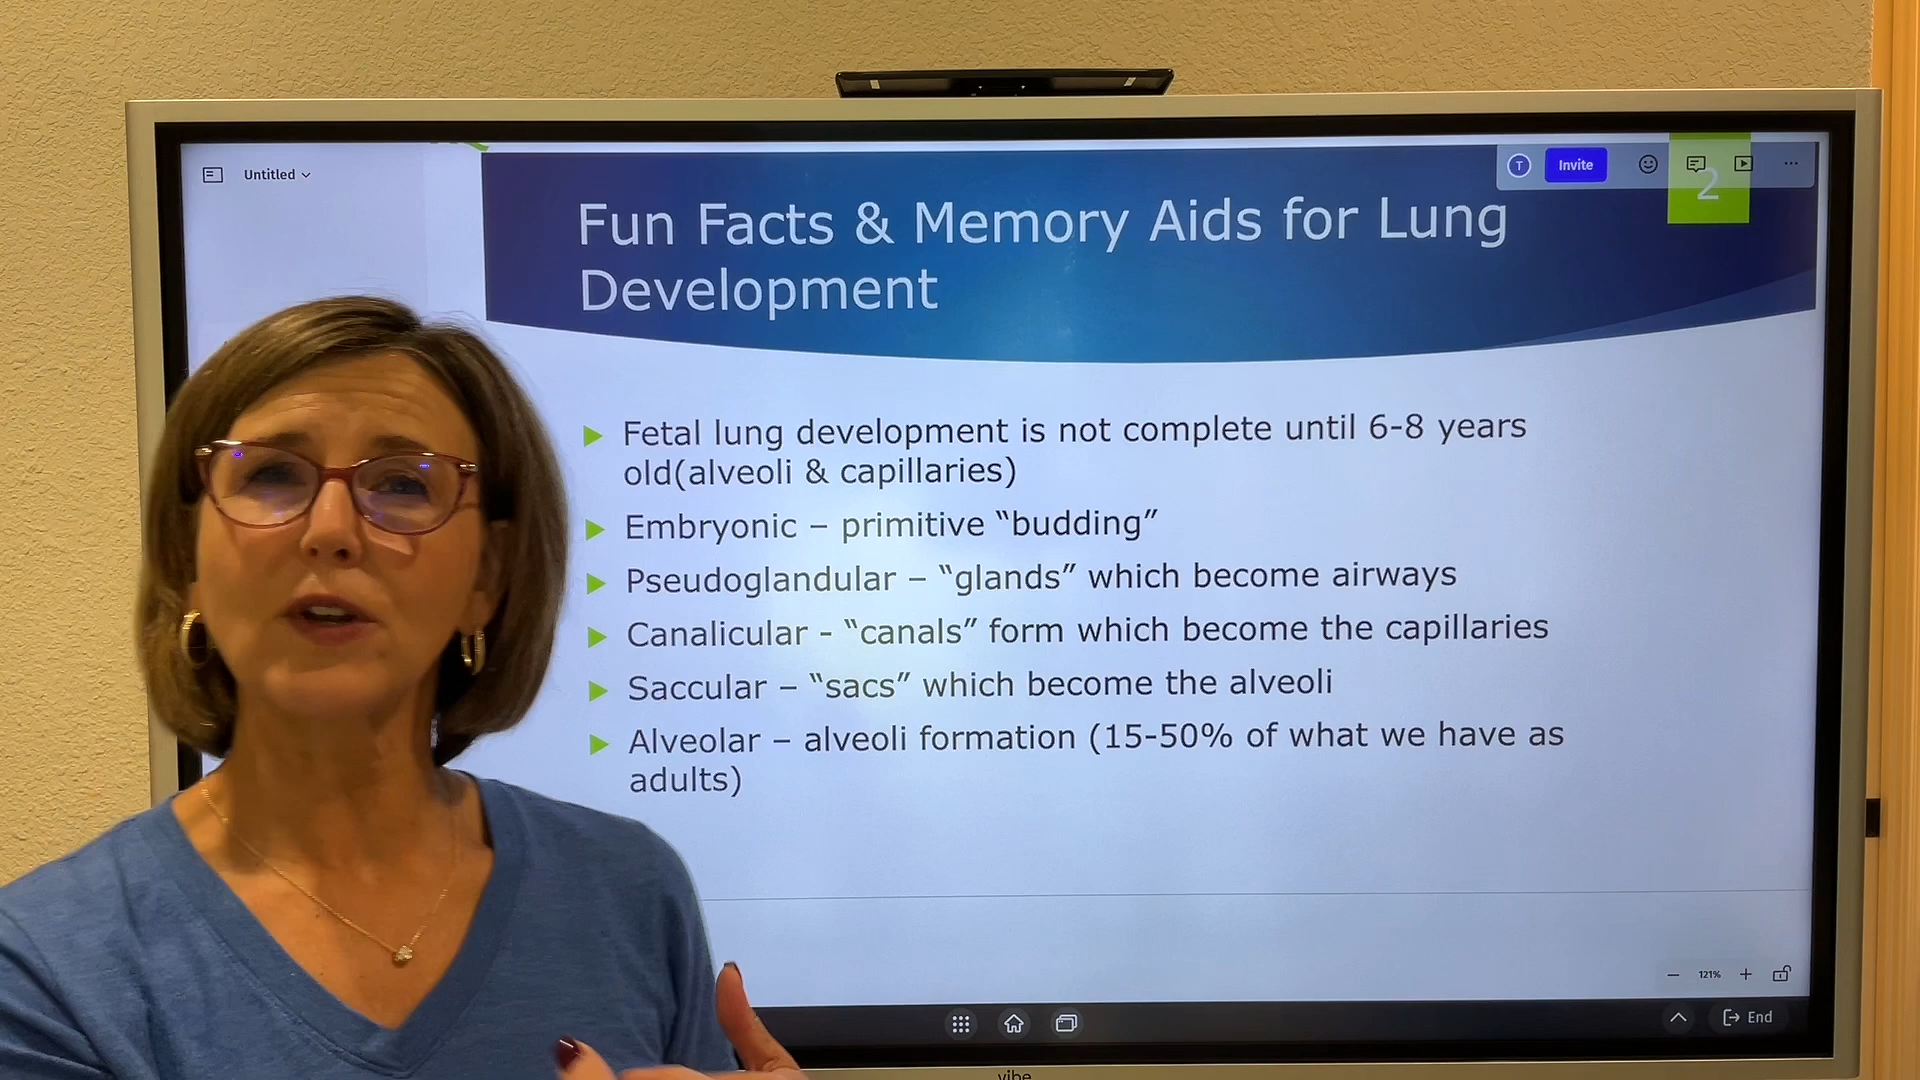 Untitled
T
Invite
2
Fun Facts & Memory Aids for Lung
Development
Fetal lung development is not complete until 6-8 years
old(alveoli & capillaries)
Embryonic – primitive “budding”
Pseudoglandular – “glands” which become airways
Canalicular - “canals” form which become the capillaries
Saccular – “sacs” which become the alveoli
Alveolar – alveoli formation (15-50% of what we have as
adults)
121%
End
vibe